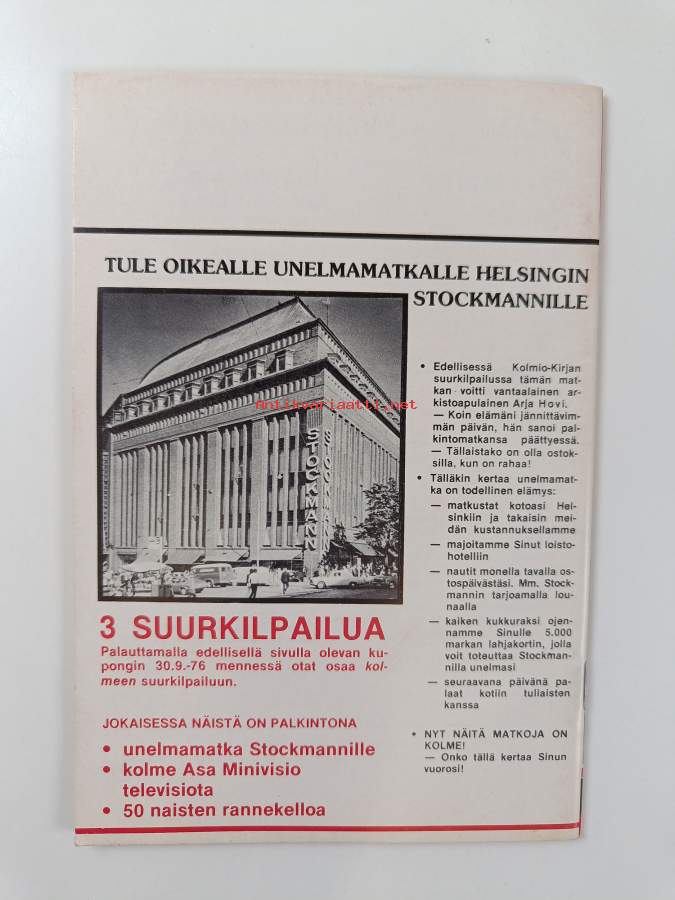 TULE OIKEALLE UNELMAMATKALLE HELSINGIN
STOCKMANNILLE
Antikvariaatti.net
STOCKMANN
STOCKMANN
3 SUURKILPAILUA
Palauttamalla edellisellä sivulla olevan ku-
pongin 30.9.-76 mennessä otat osaa kol-
meen suurkilpailuun.
JOKAISESSA NÄISTÄ ON PALKINTONA
• unelmamatka Stockmannille
• kolme Asa Minivisio
televisiota
• 50 naisten rannekelloa
• Edellisessä Kolmio-Kirjan
suurkilpailussa tämän mat-
kan voitti vantaalainen ar-
kistoapulainen Arja Hovi.
— Koin elämäni jännittävim-
män päivän, hän sanoi pal-
kintomatkansa päättyessä.
— Tällaistako on olla ostok-
silla, kun on rahaa!
• Tälläkin kertaa unelmamat-
ka on todellinen elämys:
— matkustat kotoasi Hel-
sinkiin ja takaisin mei-
dän kustannuksellamme
— majoitamme Sinut loisto-
hotelliin
— nautit monella tavalla os-
tospäivästäsi. Mm. Stock-
mannin tarjoamalla lou-
naalla
— kaiken kukkuraksi ojen-
namme Sinulle 5.000
markan lahjakortin, jolla
voit toteuttaa Stockman-
nilla unelmasi
— seuraavana päivänä pa-
laat kotiin tuliaisten
kanssa
• NYT NÄITÄ MATKOJA ON
KOLME!
— Onko tällä kertaa Sinun
vuorosi!